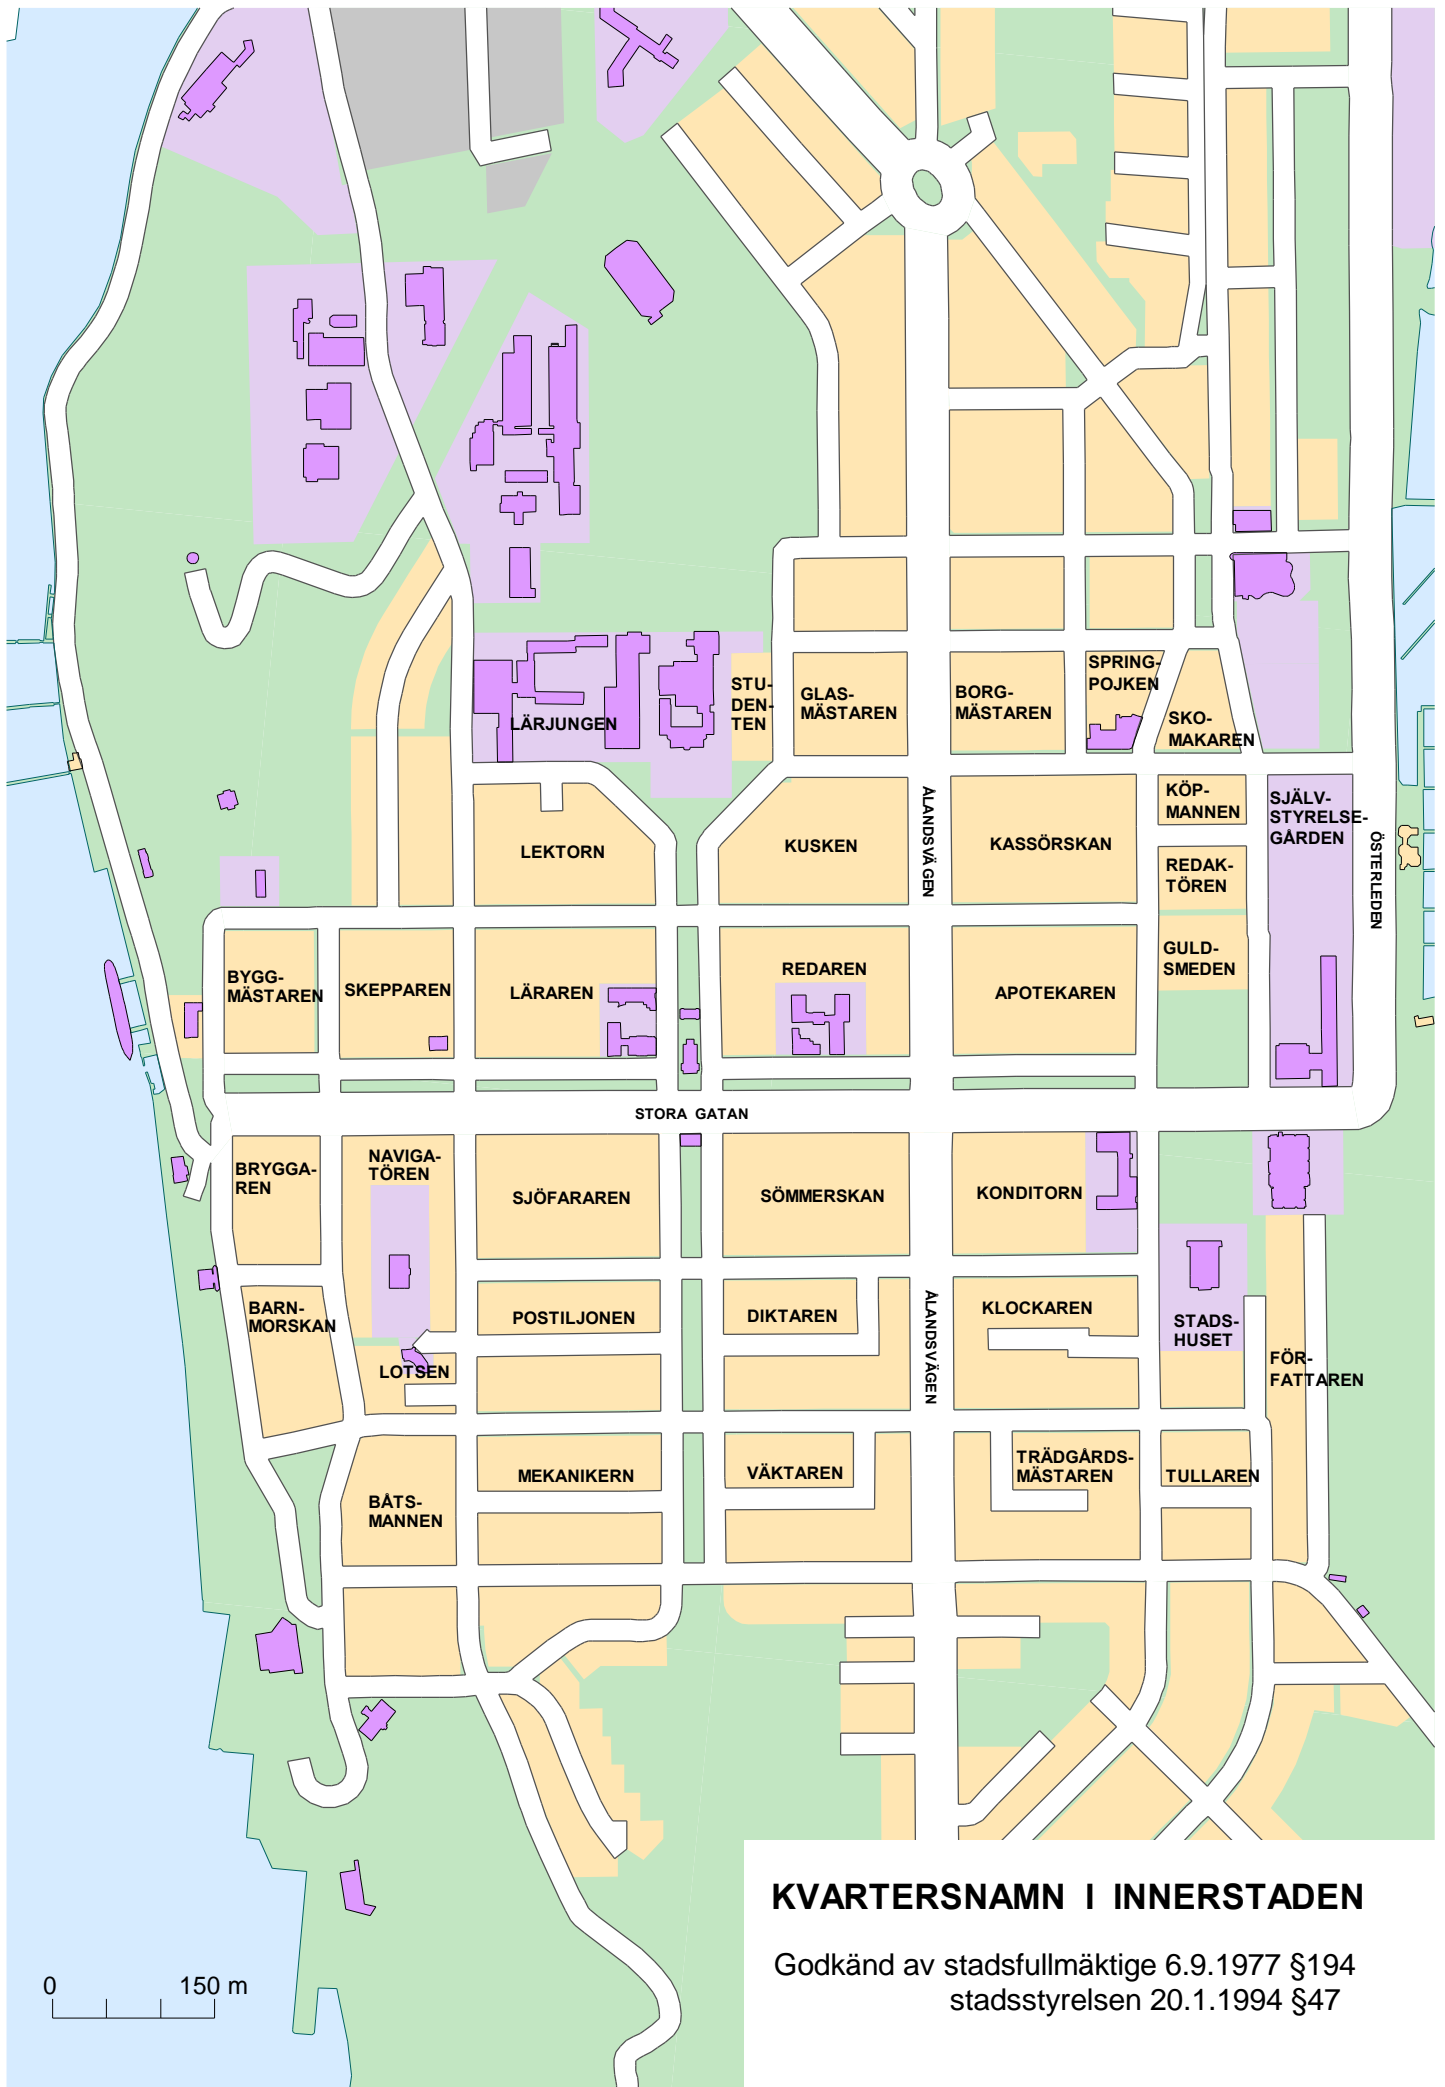 STU-
DEN-
TEN
LÄRJUNGEN
GLAS-
MÄSTAREN
BORG-
MÄSTAREN
SPRING-
POJKEN
SKO-
MAKAREN
LEKTORN
KUSKEN
ÅLANDSVÄGEN
KASSÖRSKAN
KÖP-
MANNEN
REDAK-
TÖREN
SJÄLV-
STYRELSE-
GÅRDEN
ÖSTERLEDEN
BYGG-
MÄSTAREN
SKEPPAREN
LÄRAREN
REDAREN
APOTEKAREN
GULD-
SMEDEN
STORA GATAN
BRYGGA-
REN
NAVIGA-
TÖREN
SJÖFARAREN
SÖMMERSKAN
KONDITORN
BARN-
MORSKAN
LOTSEN
POSTILJONEN
DIKTAREN
ÅLANDSVÄGEN
KLOCKAREN
STADS-
HUSET
FÖR-
FATTAREN
BÅTS-
MANNEN
MEKANIKERN
VÄKTAREN
TRÄDGÅRDS-
MÄSTAREN
TULLAREN
KVARTERSNAMN I INNERSTADEN
Godkänd av stadsfullmäktige 6.9.1977 §194
stadsstyrelsen 20.1.1994 §47
0 150 m